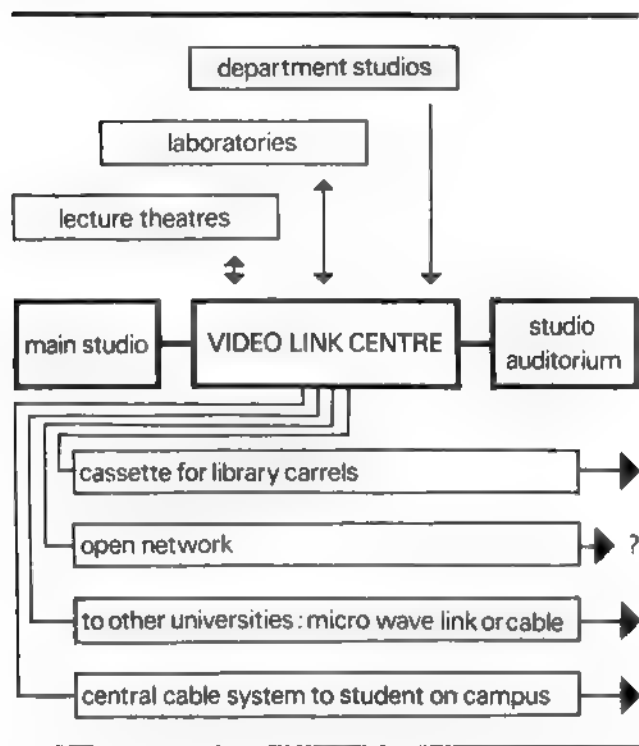 department studios
laboratories
lecture theatres
main studio
VIDEO LINK CENTRE
studio
auditorium
cassette for library carrels
open network
?
to other universities : micro wave link or cable
central cable system to student on campus